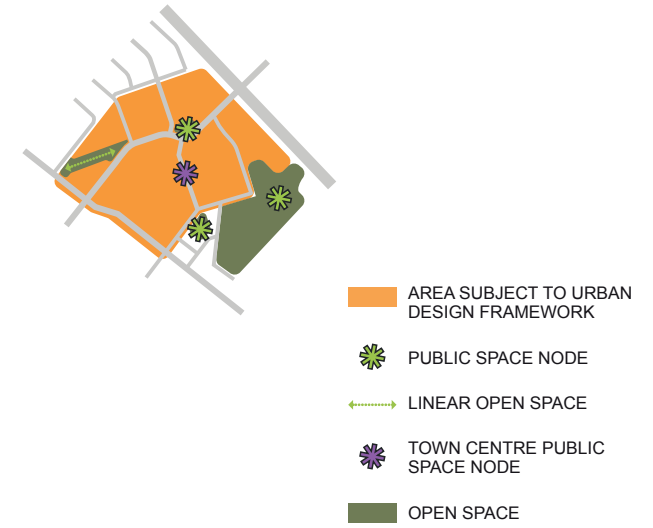 AREA SUBJECT TO URBAN
DESIGN FRAMEWORK
PUBLIC SPACE NODE
LINEAR OPEN SPACE
TOWN CENTRE PUBLIC
SPACE NODE
OPEN SPACE